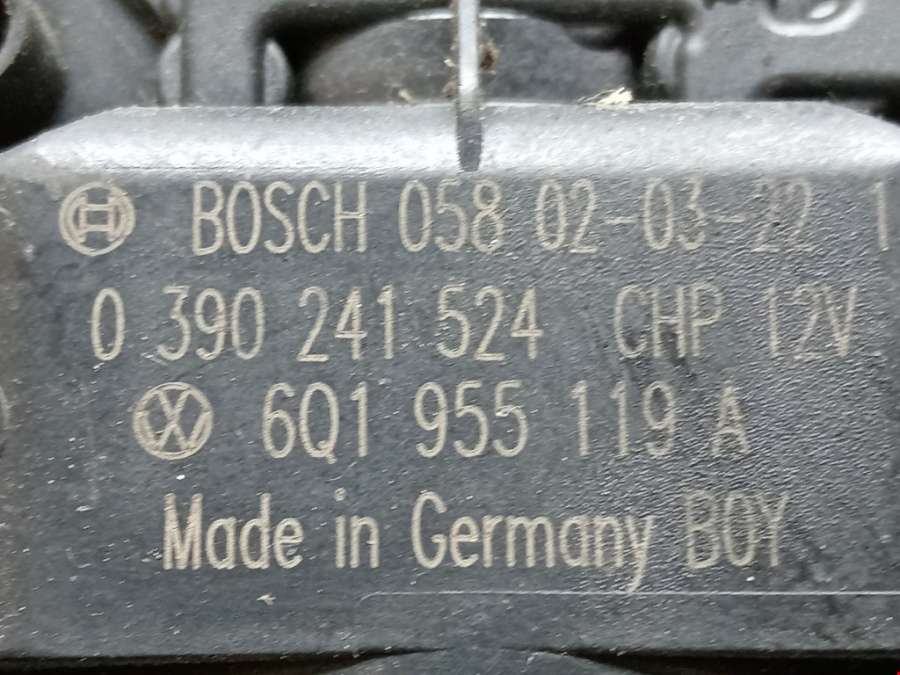 BOSCH 058 02-03-22 1
0 390 241 524 CHP 12V
6Q1 955 119 A
Made in Germany BOY